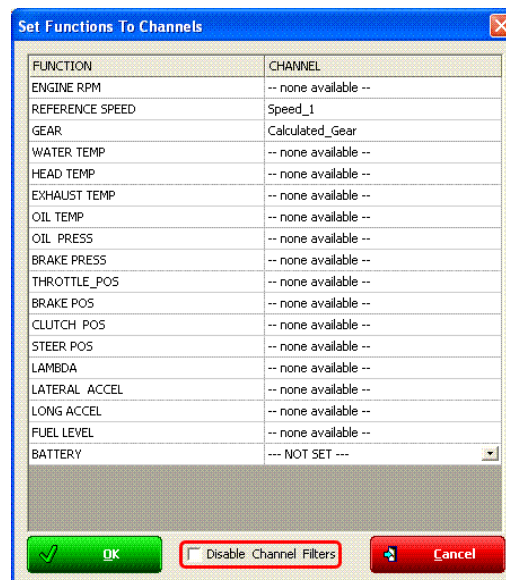 Set Functions To Channels
FUNCTION CHANNEL
ENGINE RPM -- none available --
REFERENCE SPEED Speed_1
GEAR Calculated_Gear
WATER TEMP -- none available --
HEAD TEMP -- none available --
EXHAUST TEMP -- none available --
OIL TEMP -- none available --
OIL PRESS -- none available --
BRAKE PRESS -- none available --
THROTTLE_POS -- none available --
BRAKE POS -- none available --
CLUTCH POS -- none available --
STEER POS -- none available --
LAMBDA -- none available --
LATERAL ACCEL -- none available --
LONG ACCEL -- none available --
FUEL LEVEL -- none available --
BATTERY --- NOT SET ---
OK Disable Channel Filters Cancel